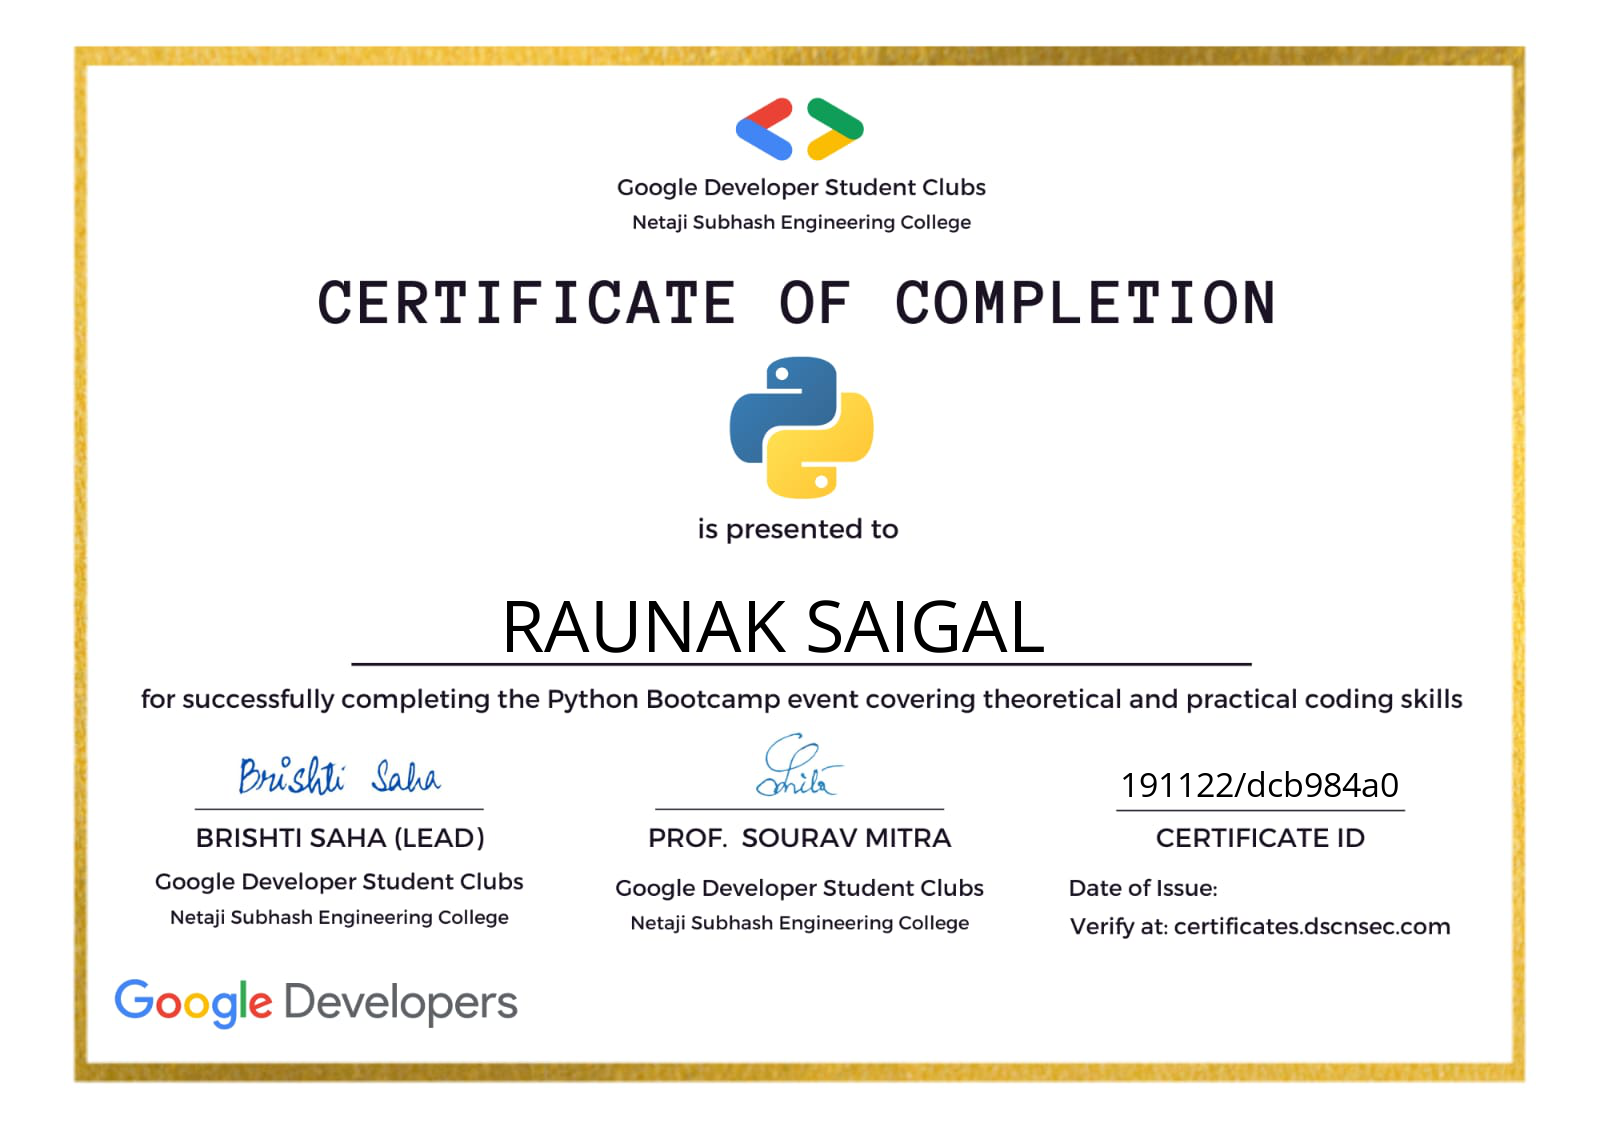 Google Developer Student Clubs
Netaji Subhash Engineering College
CERTIFICATE OF COMPLETION
is presented to
RAUNAK SAIGAL
for successfully completing the Python Bootcamp event covering theoretical and practical coding skills
Brishti Saha
BRISHTI SAHA (LEAD)
Google Developer Student Clubs
Netaji Subhash Engineering College
PROF. SOURAV MITRA
Google Developer Student Clubs
Netaji Subhash Engineering College
191122/dcb984a0
CERTIFICATE ID
Date of Issue:
Verify at: certificates.dscnsec.com
Google Developers